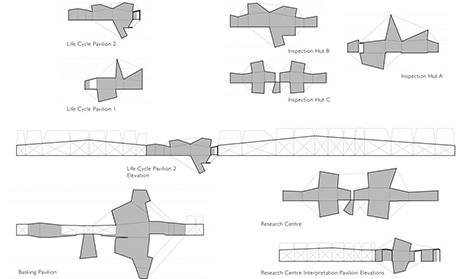 Life Cycle Pavilion 2
Inspection Hut B
Inspection Hut A
Life Cycle Pavilion 1
Inspection Hut C
Life Cycle Pavilion 2
Elevation
Research Centre
Basking Pavilion
Research Centre Interpretation Pavilion Elevations